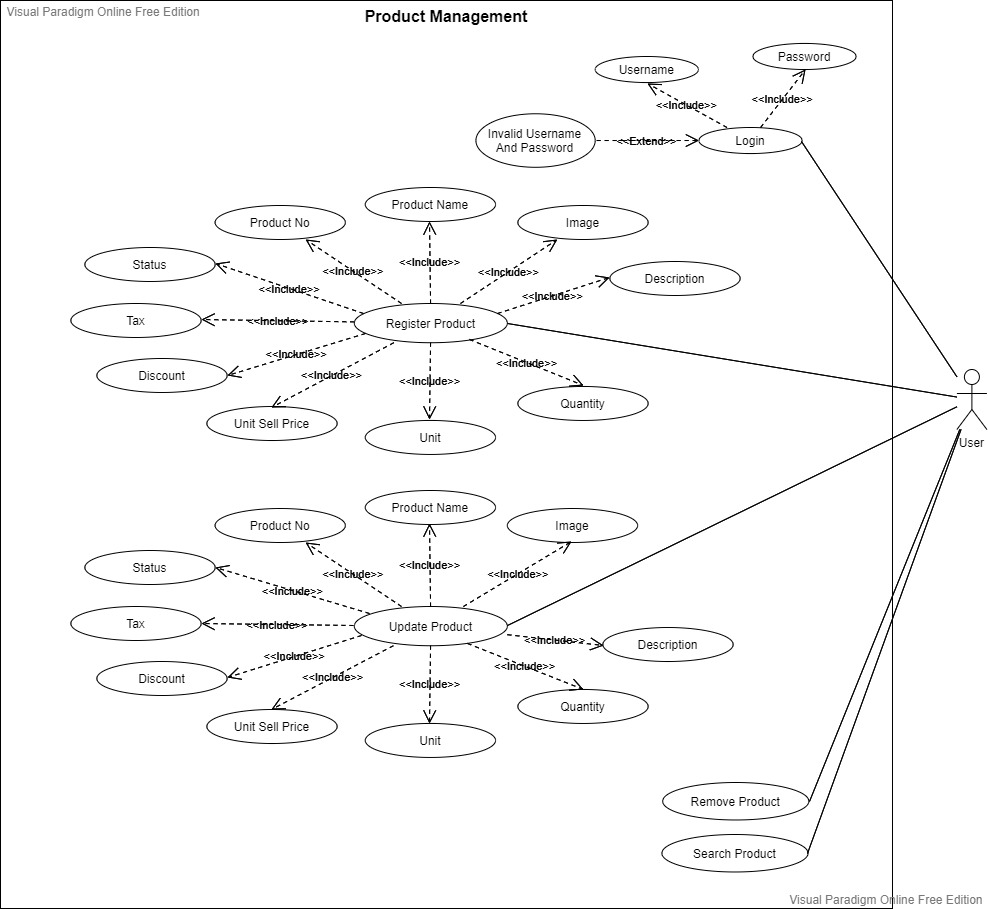 Visual Paradigm Online Free Edition
Product Management
Password
Username
<<Include>>
<<Include>>
Invalid Username
And Password
<<Extend>>
Login
Product Name
Product No
Image
Status
Description
<<Include>>
<<Include>>
<<Include>>
<<Include>>
<<Include>>
Tax
<<Include>>
Register Product
<<Include>>
<<Include>>
Discount
<<Include>>
<<Include>>
<<Include>>
Quantity
Unit Sell Price
Unit
User
Product Name
Product No
Image
Status
<<Include>>
<<Include>>
<<Include>>
<<Include>>
Tax
<<Include>>
Update Product
<<Include>>
Description
<<Include>>
<<Include>>
Discount
<<Include>>
<<Include>>
Quantity
Unit Sell Price
Unit
Remove Product
Search Product
Visual Paradigm Online Free Edition